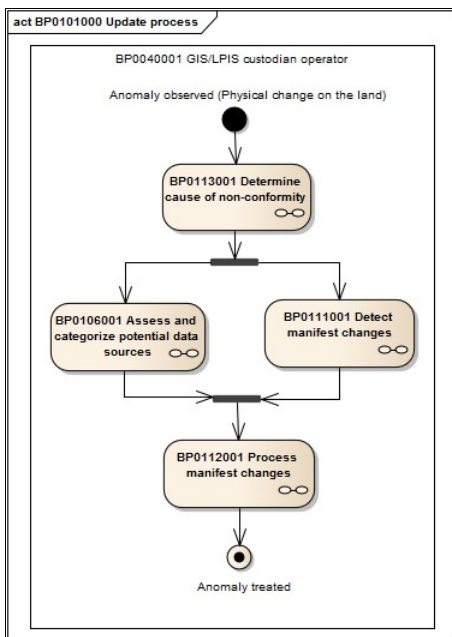 act BP0101000 Update process
BP0040001 GIS/LPIS custodian operator
Anomaly observed (Physical change on the land)
BP0113001 Determine
cause of non-conformity
BP0106001 Assess and
categorize potential data
sources
BP0111001 Detect
manifest changes
BP0112001 Process
manifest changes
Anomaly treated